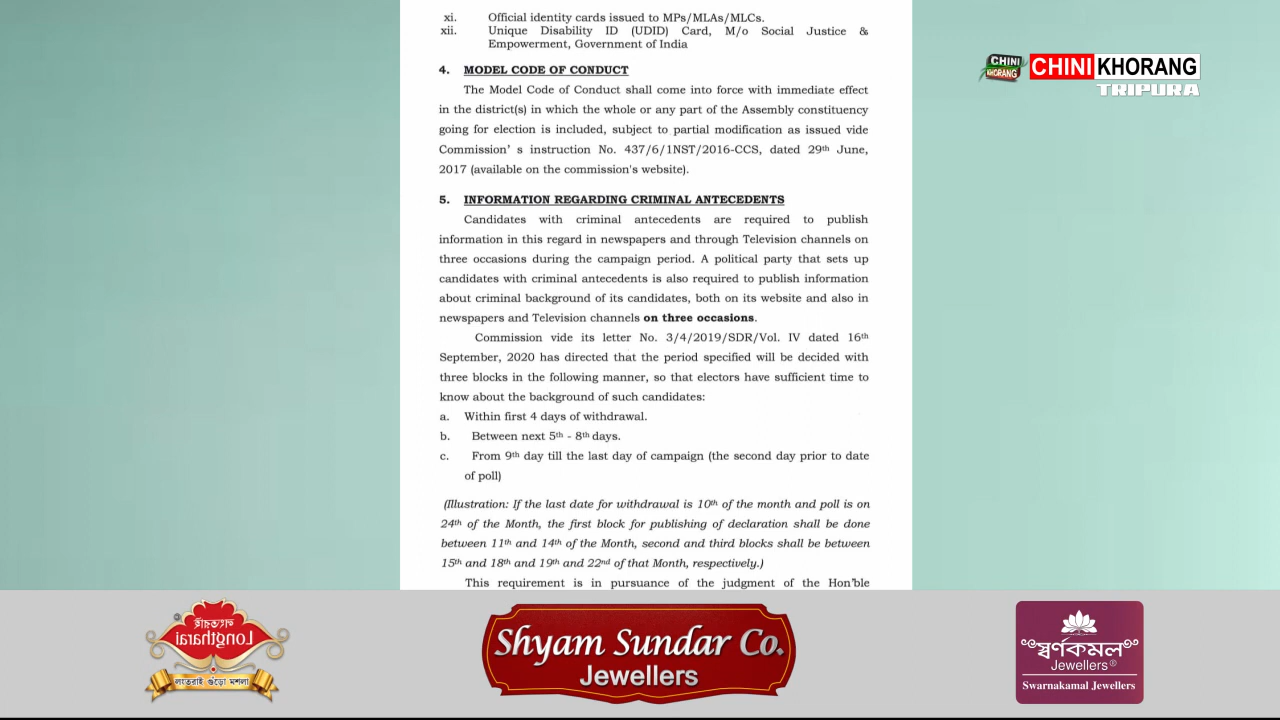 xi. Official identity cards issued to MPs/MLAs/MLCs.
xii. Unique Disability ID (UDID) Card, M/o Social Justice &
Empowerment, Government of India
4. MODEL CODE OF CONDUCT
The Model Code of Conduct shall come into force with immediate effect
in the district(s) in which the whole or any part of the Assembly constituency
going for election is included, subject to partial modification as issued vide
Commission' s instruction No. 437/6/1NST/2016-CCS, dated 29th June,
2017 (available on the commission's website).
5. INFORMATION REGARDING CRIMINAL ANTECEDENTS
Candidates with criminal antecedents are required to publish
information in this regard in newspapers and through Television channels on
three occasions during the campaign period. A political party that sets up
candidates with criminal antecedents is also required to publish information
about criminal background of its candidates, both on its website and also in
newspapers and Television channels on three occasions.
Commission vide its letter No. 3/4/2019/SDR/Vol. IV dated 16th
September, 2020 has directed that the period specified will be decided with
three blocks in the following manner, so that electors have sufficient time to
know about the background of such candidates:
a. Within first 4 days of withdrawal.
b. Between next 5th - 8th days.
c. From 9th day till the last day of campaign (the second day prior to date
of poll)
(Illustration: If the last date for withdrawal is 10th of the month and poll is on
24th of the Month, the first block for publishing of declaration shall be done
between 11th and 14th of the Month, second and third blocks shall be between
15th and 18th and 19th and 22nd of that Month, respectively.)
This requirement is in pursuance of the judgment of the Hon'ble
CHINI
KHORANG
CHINI KHORANG
TRIPURA
লংতরাই
Longtharai
লংতরাই গুঁড়ো মশলা
Shyam Sundar Co.
Jewellers
স্বর্ণকমল
Jewellers®
Swarnakamal Jewellers